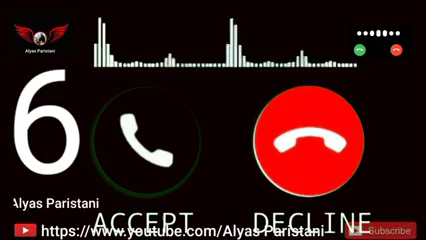 Alyas Paristani
6
Alyas Paristani
ACCEPT DECLINE
https://www.youtube.com/Alyas Paristani
Subscribe